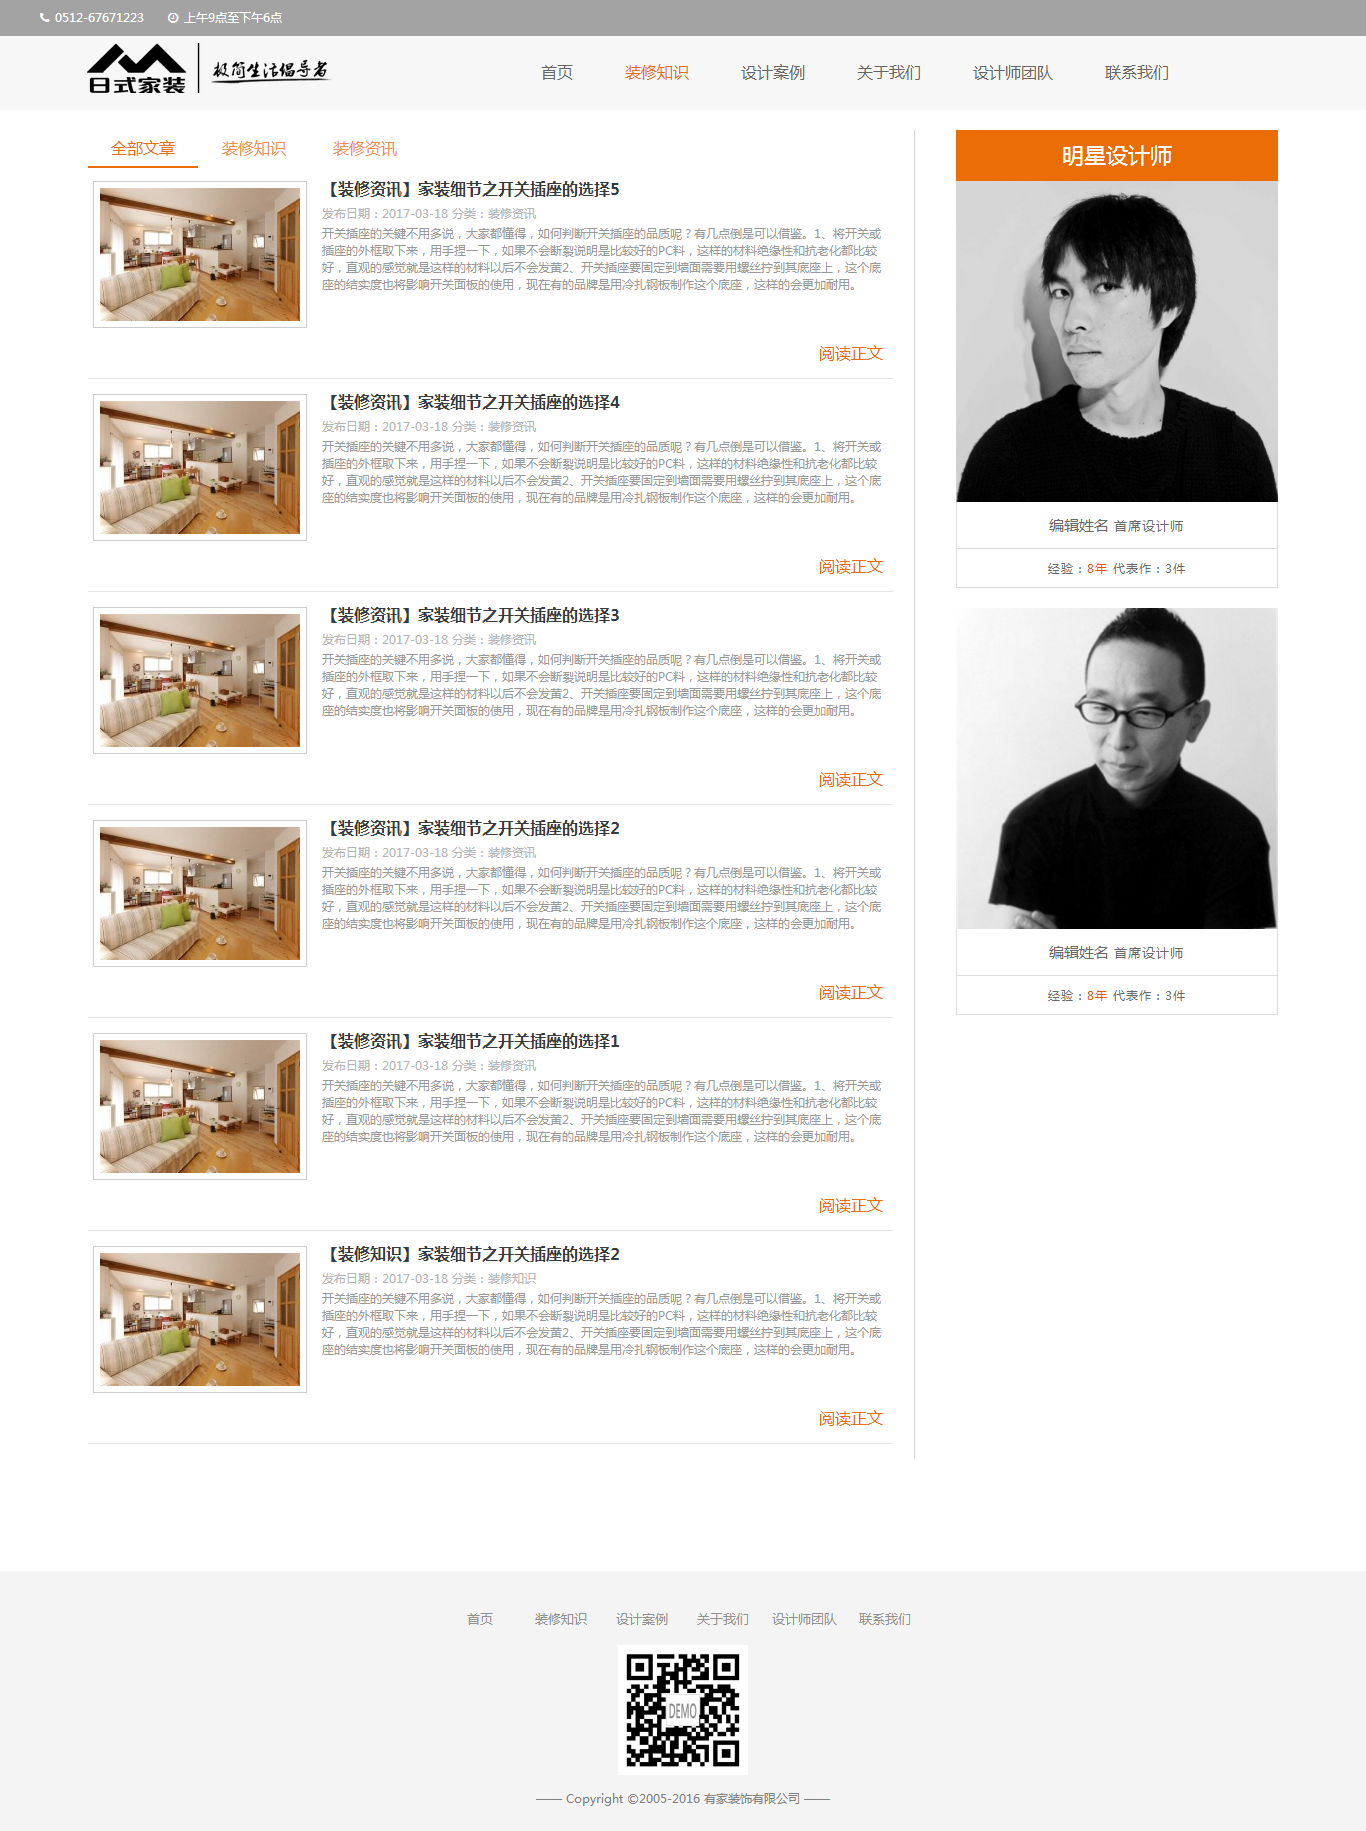 0512-67671223 上午9点至下午6点
日式家装 极简生活倡导者
首页 装修知识 设计案例 关于我们 设计师团队 联系我们
全部文章 装修知识 装修资讯
【装修资讯】家装细节之开关插座的选择5
发布日期：2017-03-18 分类：装修资讯
开关插座的关键不用多说，大家都懂得，如何判断开关插座的品质呢？有几点倒是可以借鉴。1、将开关或
插座的外框取下来，用手捏一下，如果不会断裂说明是比较好的PC料，这样的材料绝缘性和抗老化都比较
好，直观的感觉就是这样的材料以后不会发黄2、开关插座要固定到墙面需要用螺丝拧到其底座上，这个底
座的结实度也将影响开关面板的使用，现在有的品牌是用冷扎钢板制作这个底座，这样的会更加耐用。
阅读正文
【装修资讯】家装细节之开关插座的选择4
发布日期：2017-03-18 分类：装修资讯
开关插座的关键不用多说，大家都懂得，如何判断开关插座的品质呢？有几点倒是可以借鉴。1、将开关或
插座的外框取下来，用手捏一下，如果不会断裂说明是比较好的PC料，这样的材料绝缘性和抗老化都比较
好，直观的感觉就是这样的材料以后不会发黄2、开关插座要固定到墙面需要用螺丝拧到其底座上，这个底
座的结实度也将影响开关面板的使用，现在有的品牌是用冷扎钢板制作这个底座，这样的会更加耐用。
阅读正文
【装修资讯】家装细节之开关插座的选择3
发布日期：2017-03-18 分类：装修资讯
开关插座的关键不用多说，大家都懂得，如何判断开关插座的品质呢？有几点倒是可以借鉴。1、将开关或
插座的外框取下来，用手捏一下，如果不会断裂说明是比较好的PC料，这样的材料绝缘性和抗老化都比较
好，直观的感觉就是这样的材料以后不会发黄2、开关插座要固定到墙面需要用螺丝拧到其底座上，这个底
座的结实度也将影响开关面板的使用，现在有的品牌是用冷扎钢板制作这个底座，这样的会更加耐用。
阅读正文
【装修资讯】家装细节之开关插座的选择2
发布日期：2017-03-18 分类：装修资讯
开关插座的关键不用多说，大家都懂得，如何判断开关插座的品质呢？有几点倒是可以借鉴。1、将开关或
插座的外框取下来，用手捏一下，如果不会断裂说明是比较好的PC料，这样的材料绝缘性和抗老化都比较
好，直观的感觉就是这样的材料以后不会发黄2、开关插座要固定到墙面需要用螺丝拧到其底座上，这个底
座的结实度也将影响开关面板的使用，现在有的品牌是用冷扎钢板制作这个底座，这样的会更加耐用。
阅读正文
【装修资讯】家装细节之开关插座的选择1
发布日期：2017-03-18 分类：装修资讯
开关插座的关键不用多说，大家都懂得，如何判断开关插座的品质呢？有几点倒是可以借鉴。1、将开关或
插座的外框取下来，用手捏一下，如果不会断裂说明是比较好的PC料，这样的材料绝缘性和抗老化都比较
好，直观的感觉就是这样的材料以后不会发黄2、开关插座要固定到墙面需要用螺丝拧到其底座上，这个底
座的结实度也将影响开关面板的使用，现在有的品牌是用冷扎钢板制作这个底座，这样的会更加耐用。
阅读正文
【装修知识】家装细节之开关插座的选择2
发布日期：2017-03-18 分类：装修知识
开关插座的关键不用多说，大家都懂得，如何判断开关插座的品质呢？有几点倒是可以借鉴。1、将开关或
插座的外框取下来，用手捏一下，如果不会断裂说明是比较好的PC料，这样的材料绝缘性和抗老化都比较
好，直观的感觉就是这样的材料以后不会发黄2、开关插座要固定到墙面需要用螺丝拧到其底座上，这个底
座的结实度也将影响开关面板的使用，现在有的品牌是用冷扎钢板制作这个底座，这样的会更加耐用。
阅读正文
明星设计师
编辑姓名 首席设计师
经验：8年 代表作：3件
编辑姓名 首席设计师
经验：8年 代表作：3件
首页 装修知识 设计案例 关于我们 设计师团队 联系我们
DEMO
—— Copyright ©2005-2016 有家装饰有限公司 ——